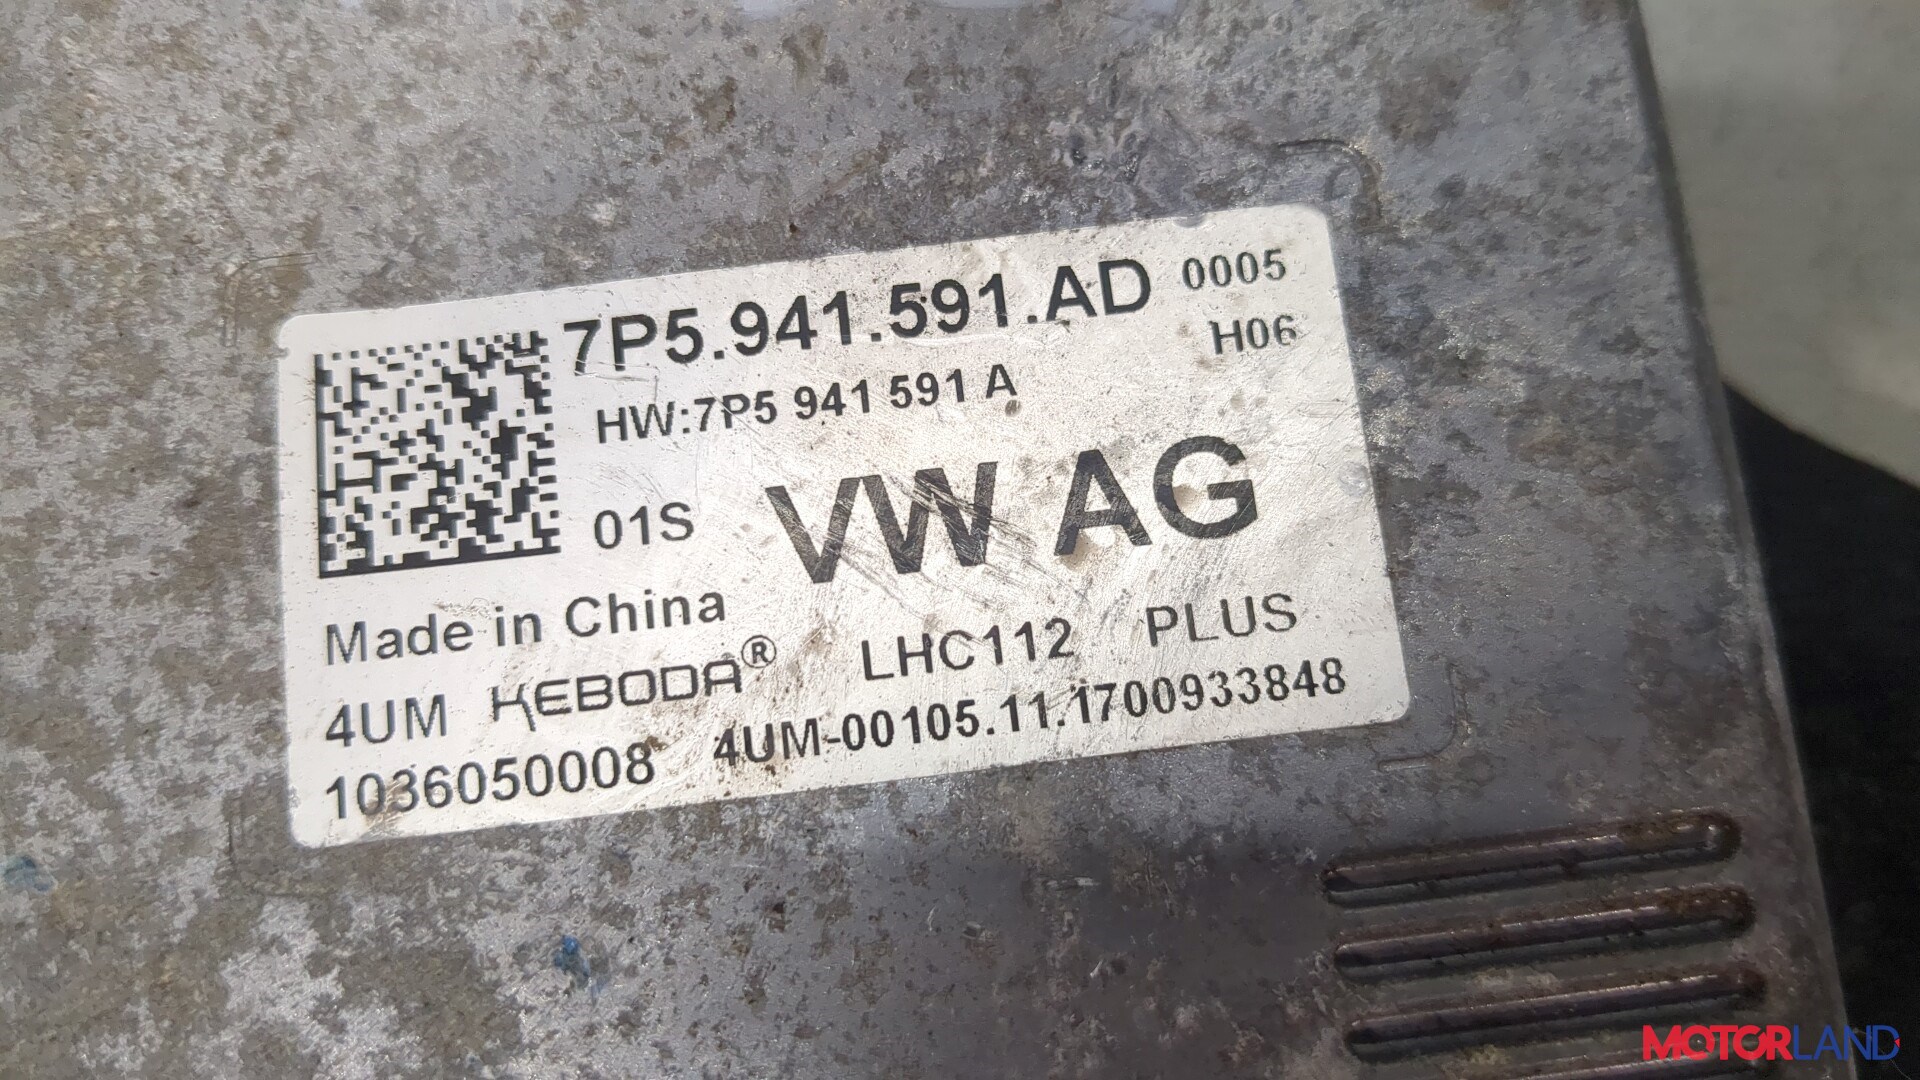 7P5.941.591.AD 0005
HW:7P5 941 591 A H06
01S VW AG
Made in China
4UM KEBODA® LHC112 PLUS
1036050008 4UM-00105.11.1700933848
MOTORLAND